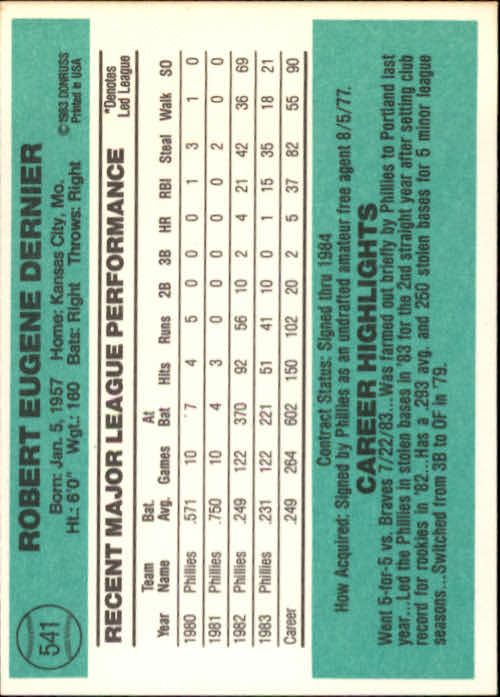 541
ROBERT EUGENE DERNIER
Born: Jan. 5, 1957 Home: Kansas City, Mo.
Ht.: 6'0" Wgt.: 160 Bats: Right Throws: Right
© 1983 DONRUSS
Printed in USA
RECENT MAJOR LEAGUE PERFORMANCE
*Denotes
Led League
Year Team Name Bat. Avg. Games At Bat Hits Runs 2B 3B HR RBI Steal Walk SO
1980 Phillies .571 10 7 4 5 0 0 0 1 3 1 0
1981 Phillies .750 10 4 3 0 0 0 0 0 2 0 0
1982 Phillies .249 122 370 92 56 10 2 4 21 42 36 69
1983 Phillies .231 122 221 51 41 10 0 1 15 35 18 21
Career .249 264 602 150 102 20 2 5 37 82 55 90
Contract Status: Signed thru 1984
How Acquired: Signed by Phillies as an undrafted amateur free agent 8/5/77.
CAREER HIGHLIGHTS
Went 5-for-5 vs. Braves 7/22/83...Was farmed out briefly by Phillies to Portland last
year...Led the Phillies in stolen bases in '83 for the 2nd straight year after setting club
record for rookies in '82...Has a .293 avg. and 250 stolen bases for 5 minor league
seasons...Switched from 3B to OF in '79.